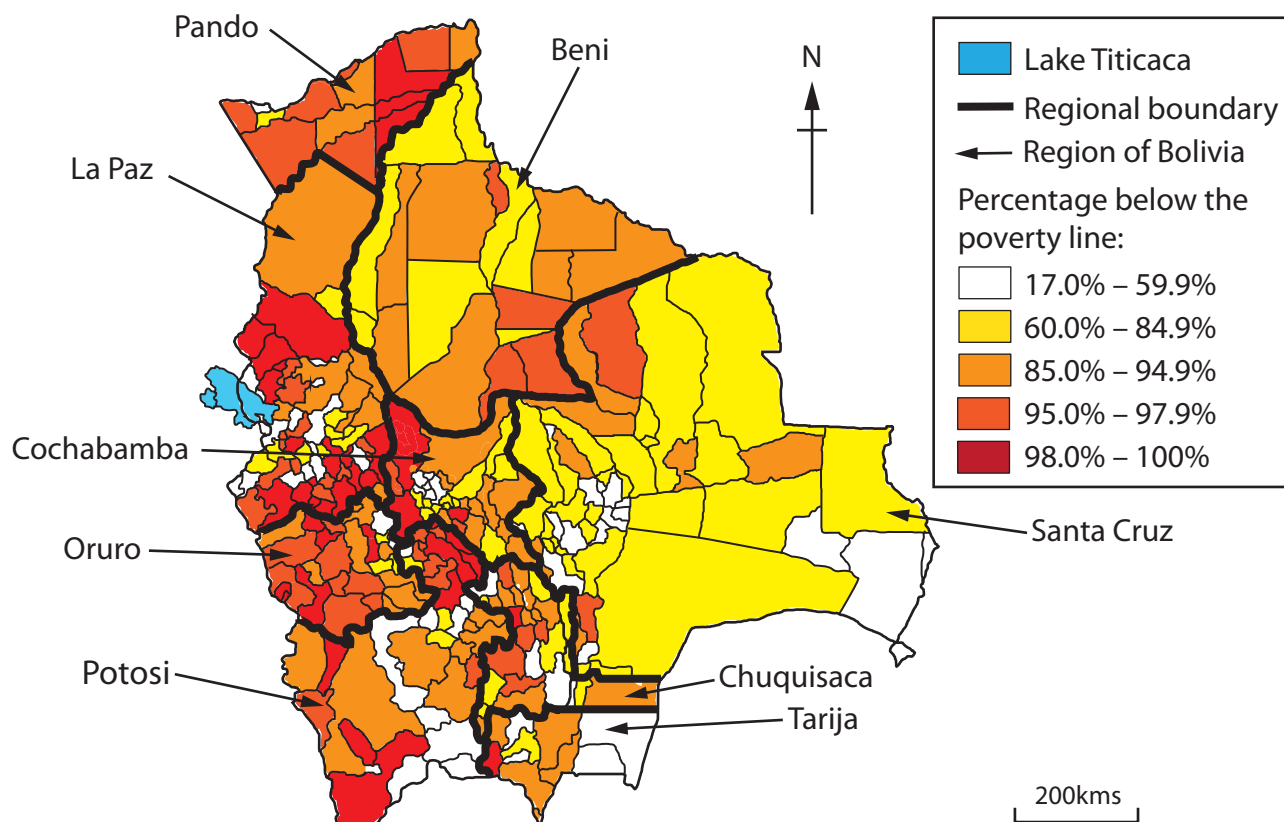 Pando
Beni
N
La Paz
Cochabamba
Oruro
Potosi
Santa Cruz
Chuquisaca
Tarija
200kms
Lake Titicaca
Regional boundary
Region of Bolivia
Percentage below the
poverty line:
17.0% – 59.9%
60.0% – 84.9%
85.0% – 94.9%
95.0% – 97.9%
98.0% – 100%